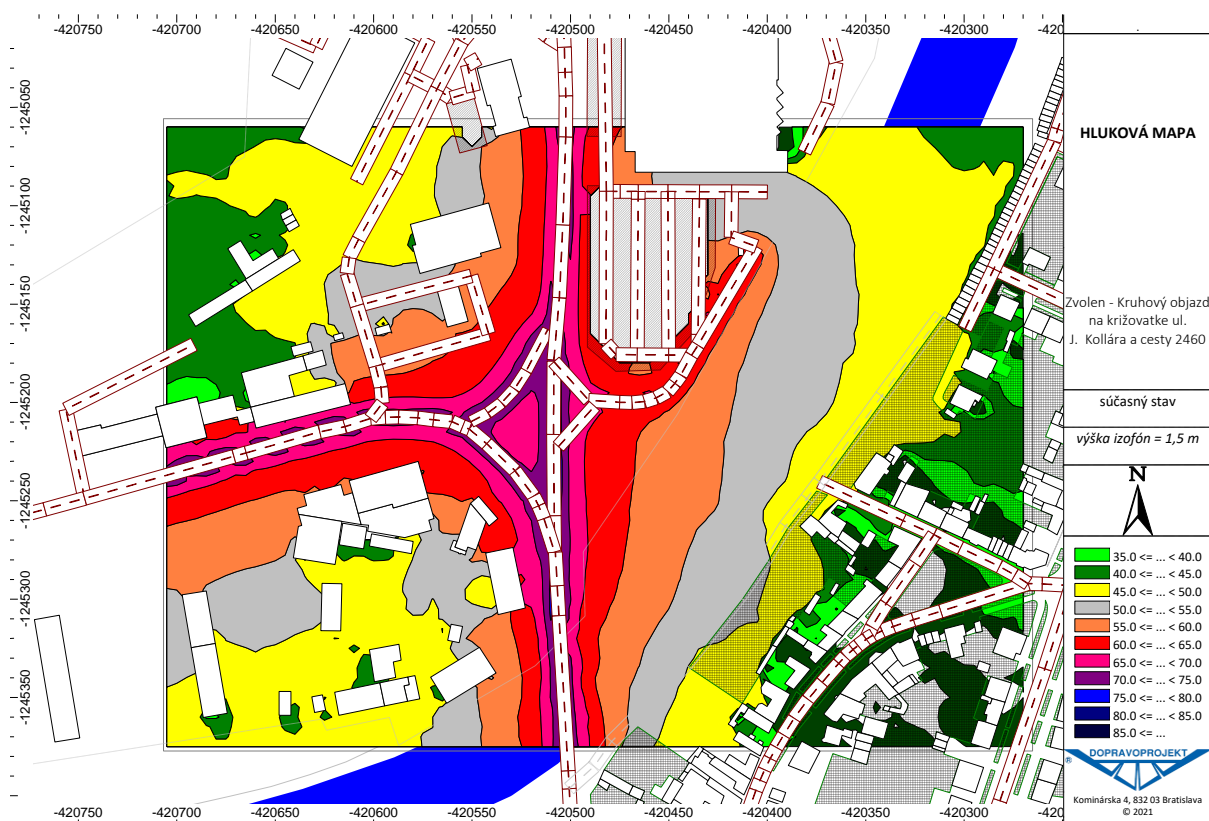 -420750 -420700 -420650 -420600 -420550 -420500 -420450 -420400 -420350 -420300 -420
-1245050
-1245100
-1245150
-1245200
-1245250
-1245300
-1245350
HLUKOVÁ MAPA
Zvolen - Kruhový objazd
na križovatke ul.
J. Kollára a cesty 2460
súčasný stav
výška izofón = 1,5 m
N
35.0 <= ... < 40.0
40.0 <= ... < 45.0
45.0 <= ... < 50.0
50.0 <= ... < 55.0
55.0 <= ... < 60.0
60.0 <= ... < 65.0
65.0 <= ... < 70.0
70.0 <= ... < 75.0
75.0 <= ... < 80.0
80.0 <= ... < 85.0
85.0 <= ...
DOPRAVOPROJEKT
®
Kominárska 4, 832 03 Bratislava
© 2021
-420750 -420700 -420650 -420600 -420550 -420500 -420450 -420400 -420350 -420300 -420